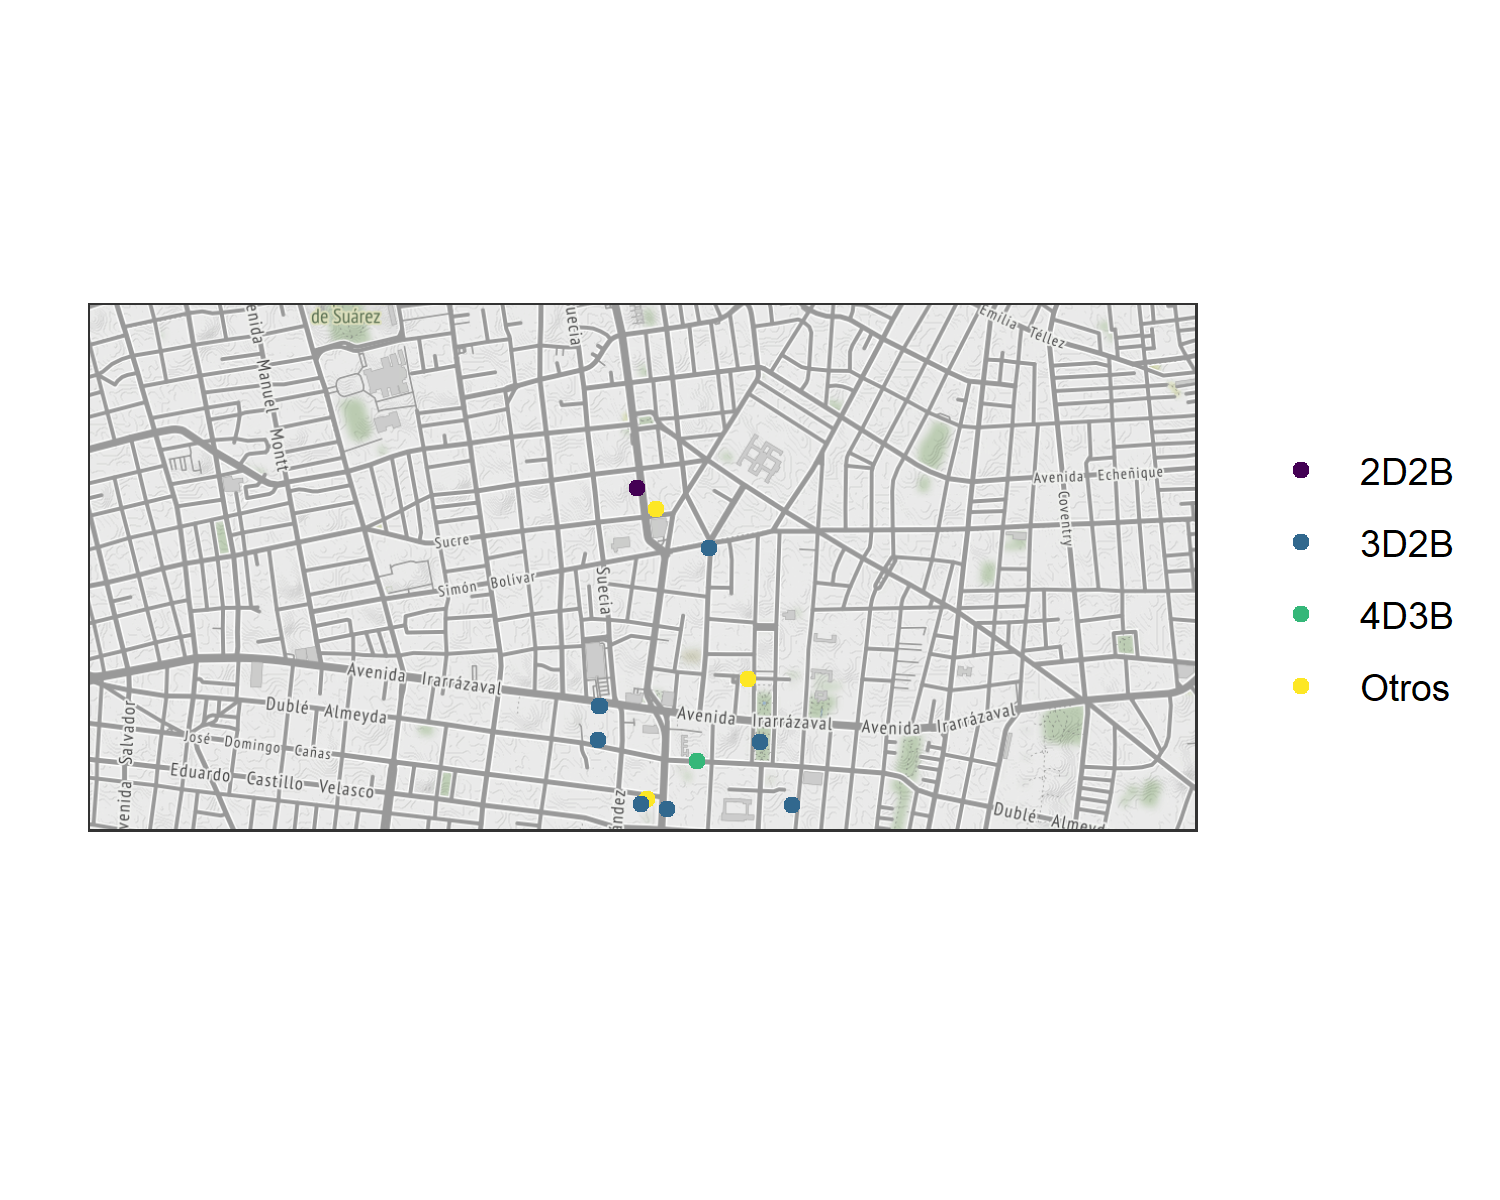 de Suárez
enida Manuel Montt
uecia
Emilia Téllez
Avenida Echeñique
Coventry
Sucre
Simón Bolívar
Suecia
Avenida Irarrázaval
Dublé Almeyda
Avenida Irarrázaval
Avenida Irarrázaval
José Domingo Cañas
Eduardo Castillo Velasco
venida Salvador
ández
Dublé Almeyd
2D2B
3D2B
4D3B
Otros